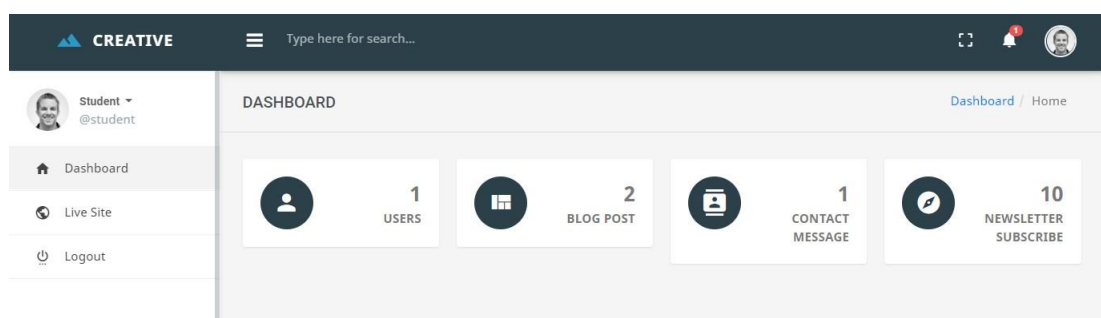 CREATIVE
Type here for search...
1
Student
@student
DASHBOARD
Dashboard / Home
Dashboard
Live Site
Logout
1
USERS
2
BLOG POST
1
CONTACT
MESSAGE
10
NEWSLETTER
SUBSCRIBE